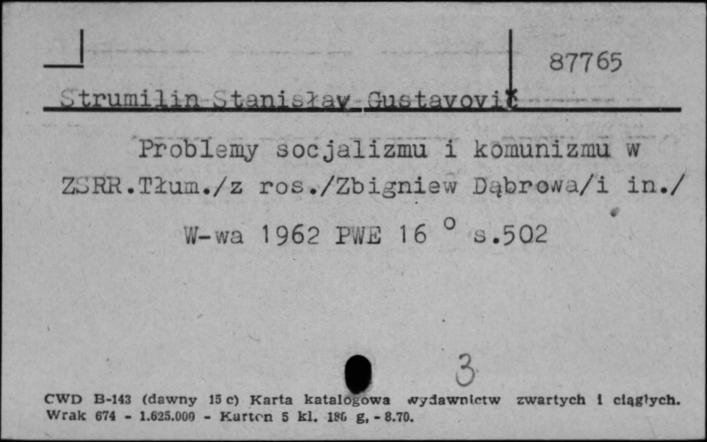 87765
Strumilin Stanisław Gustavovič
Problemy socjalizmu i komunizmu w
ZSRR.Tłum./z ros./Zbigniew Dąbrowa/i in./
W-wa 1962 PWE 16 ° s.502
3
CWD B-143 (dawny 15 c) Karta katalogowa wydawnictw zwartych i ciągłych.
Wrak 674 - 1.625.000 - Karton 5 kl. 180 g, - 8.70.